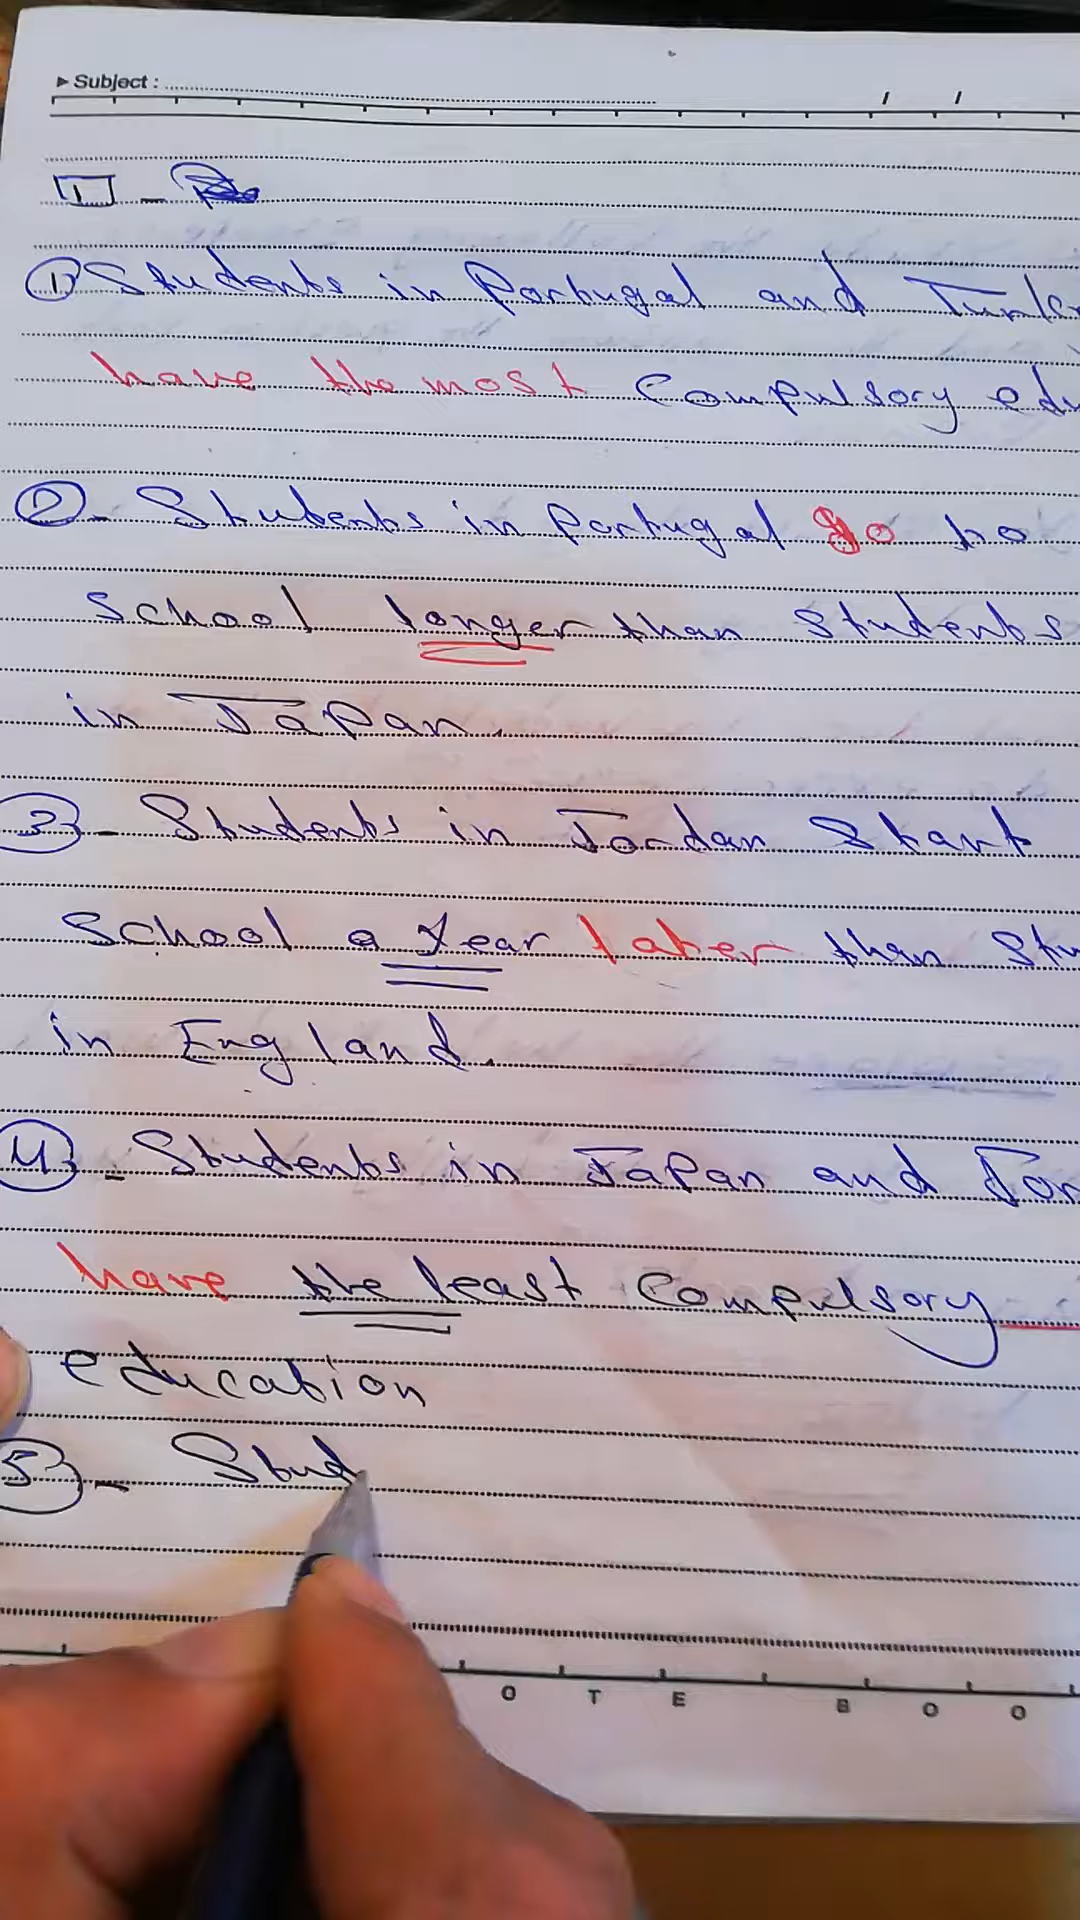 Subject :
1 -
① Students in Portugal and
have the most Compulsory
② - Students in Portugal go to
School longer than students
in Japan.
3 - Students in Jordan Start
School a year later than
in England.
4 - Students in Japan and
have the least Compulsory
education
5 - Stud
O T E B O O